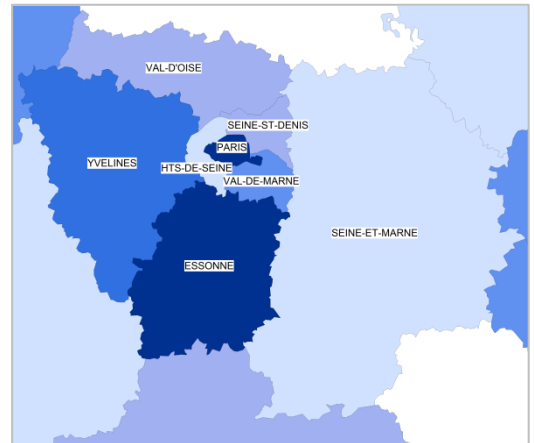 VAL-D'OISE
SEINE-ST-DENIS
PARIS
YVELINES
HTS-DE-SEINE
VAL-DE-MARNE
SEINE-ET-MARNE
ESSONNE